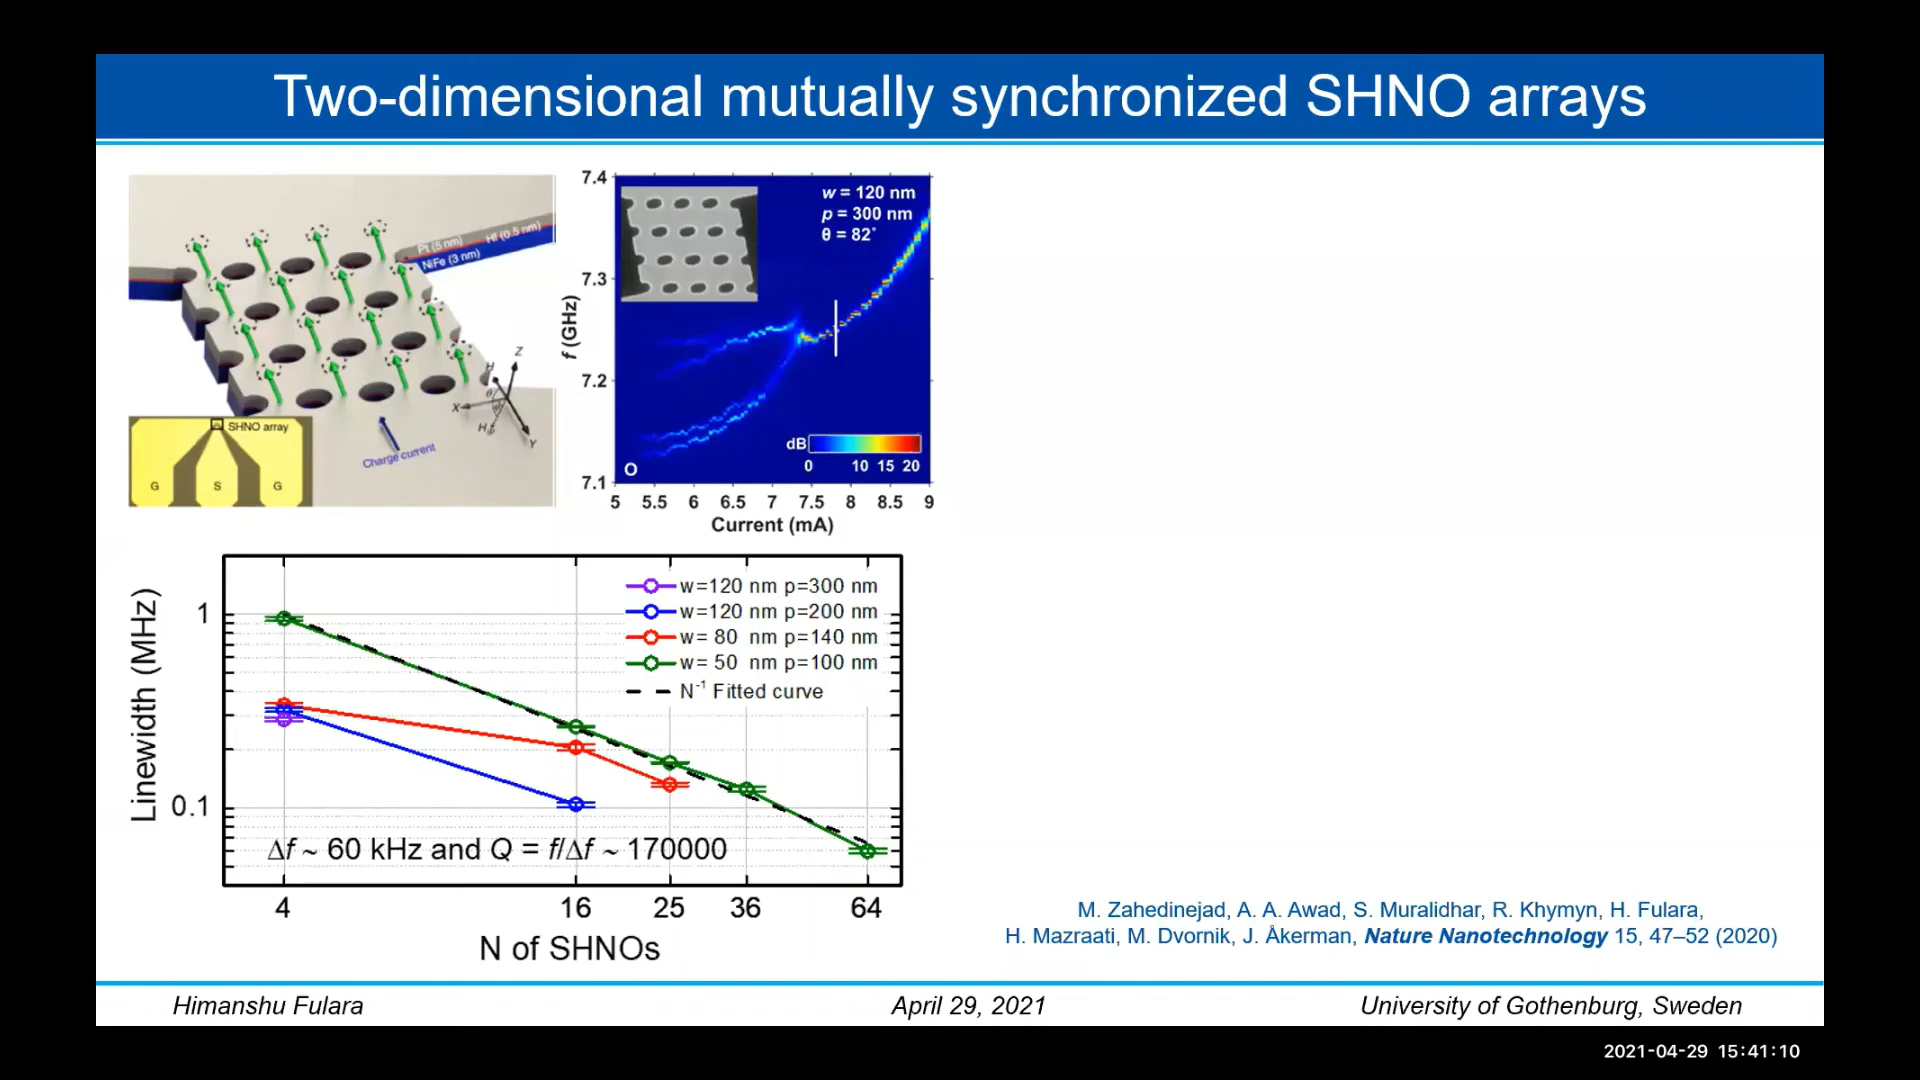 Two-dimensional mutually synchronized SHNO arrays
Pt (5 nm) Hf (0.5 nm)
NiFe (3 nm)
Z
H
θ
X
H_IP
Y
Charge current
SHNO array
G S G
7.4
7.3
7.2
7.1
f (GHz)
w = 120 nm
p = 300 nm
θ = 82°
dB
0 10 15 20
O
5 5.5 6 6.5 7 7.5 8 8.5 9
Current (mA)
Linewidth (MHz)
1
0.1
w=120 nm p=300 nm
w=120 nm p=200 nm
w= 80 nm p=140 nm
w= 50 nm p=100 nm
N⁻¹ Fitted curve
Δf ~ 60 kHz and Q = f/Δf ~ 170000
4 16 25 36 64
N of SHNOs
M. Zahedinejad, A. A. Awad, S. Muralidhar, R. Khymyn, H. Fulara,
H. Mazraati, M. Dvornik, J. Åkerman, Nature Nanotechnology 15, 47–52 (2020)
Himanshu Fulara April 29, 2021 University of Gothenburg, Sweden
2021-04-29 15:41:10